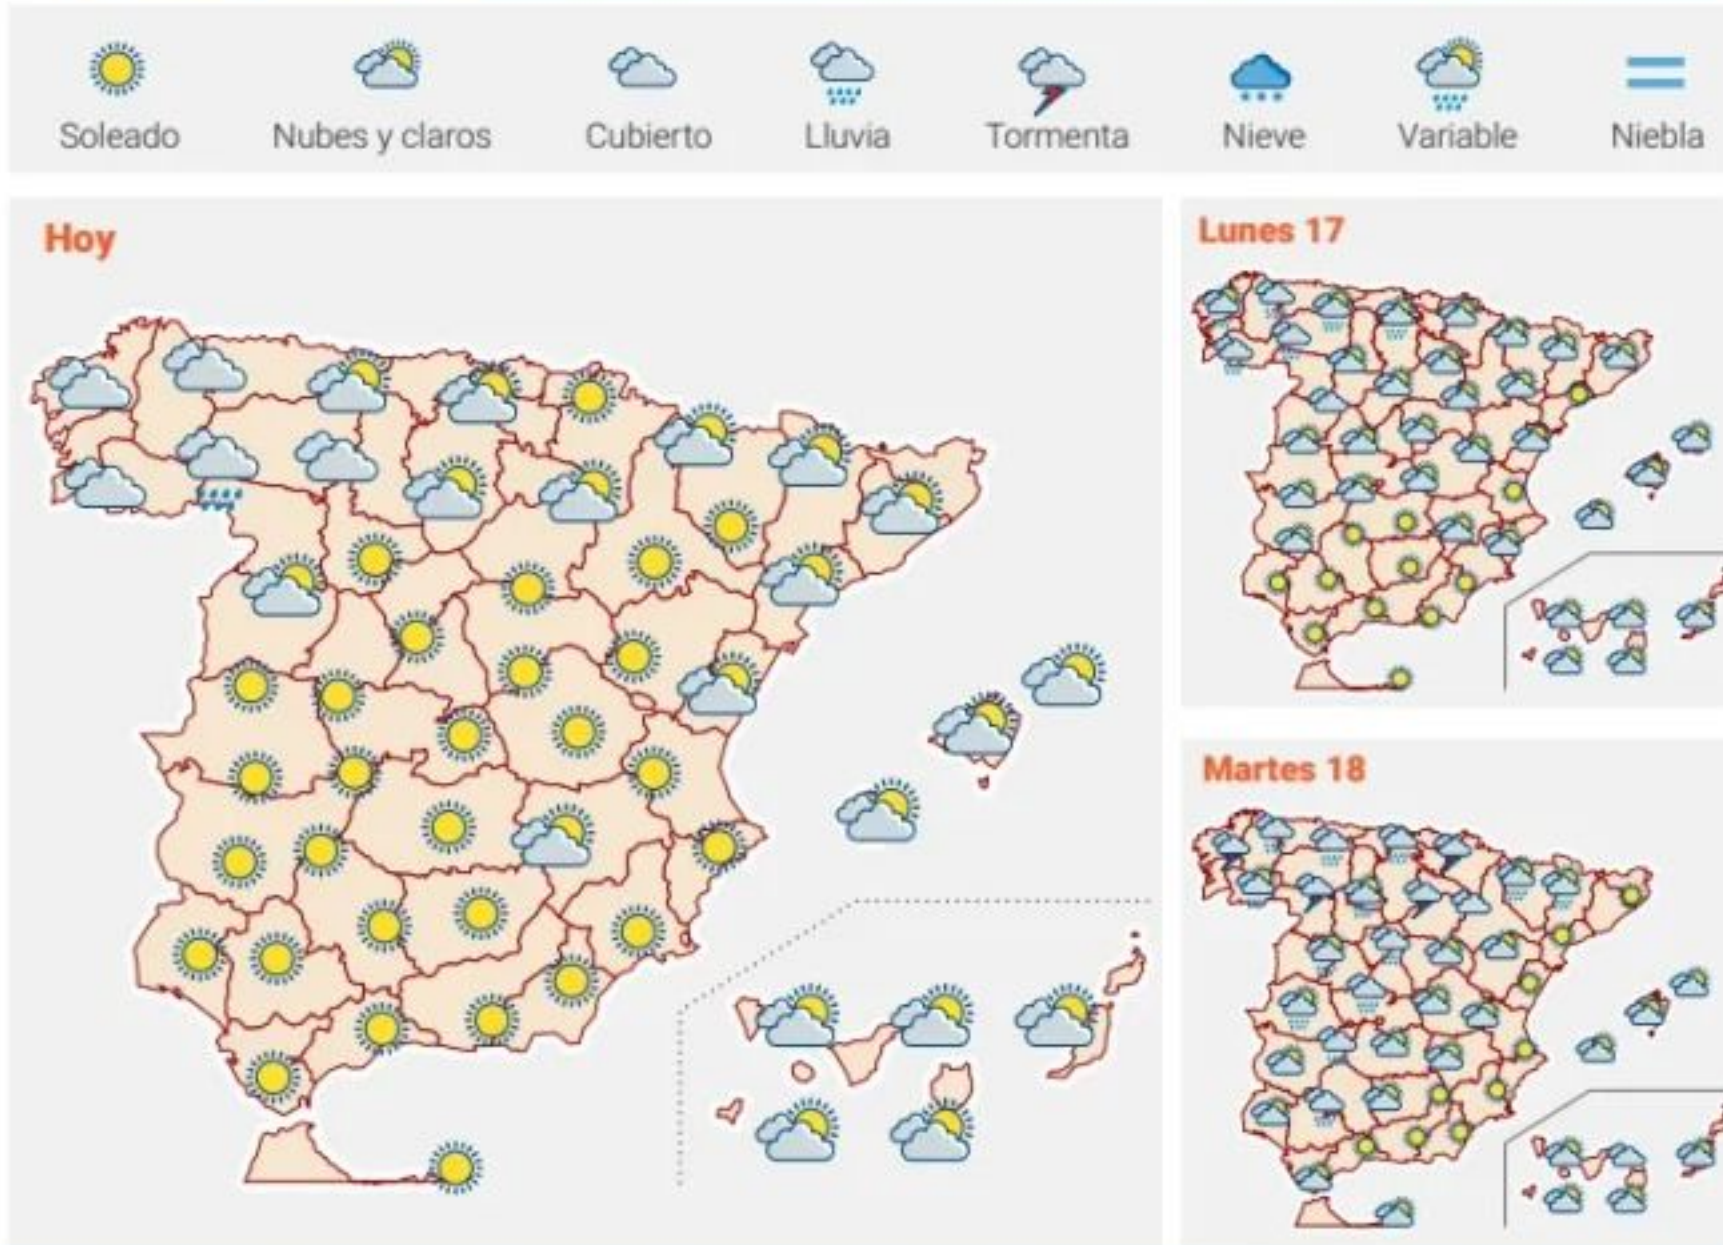 Soleado Nubes y claros Cubierto Lluvia Tormenta Nieve Variable Niebla
Hoy
Lunes 17
Martes 18